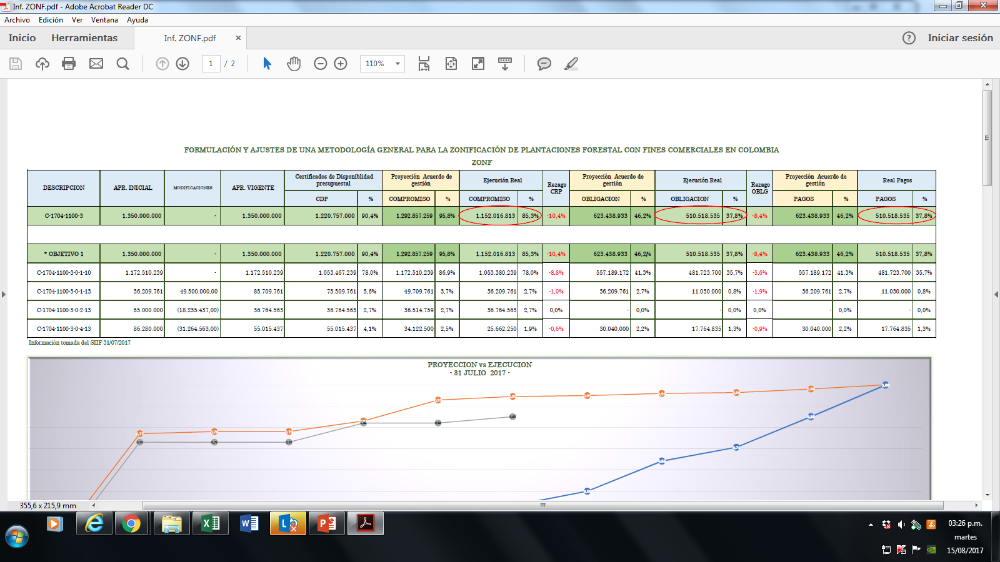 Inf. ZONF.pdf - Adobe Acrobat Reader DC
Archivo Edición Ver Ventana Ayuda
Inicio Herramientas Inf. ZONF.pdf × ? Iniciar sesión
1 / 2 110%
FORMULACIÓN Y AJUSTES DE UNA METODOLOGÍA GENERAL PARA LA ZONIFICACIÓN DE PLANTACIONES FORESTAL CON FINES COMERCIALES EN COLOMBIA
ZONF
DESCRIPCION APR. INICIAL MODIFICACIONES APR. VIGENTE Certificados de Disponiblidad presupuestal Proyección Acuerdo de gestión Ejecución Real Rezago CRP Proyección Acuerdo de gestión Ejecución Real Rezago OBLG Proyección Acuerdo de gestión Real Pagos
CDP % COMPROMISO % COMPROMISO % OBLIGACION % OBLIGACION % PAGOS % PAGOS %
C-1704-1100-3 1.350.000.000 - 1.350.000.000 1.220.757.000 90,4% 1.292.857.259 95,8% 1.152.016.813 85,3% -10,4% 623.438.933 46,2% 510.518.535 37,8% -8,4% 623.438.933 46,2% 510.518.535 37,8%
* OBJETIVO 1 1.350.000.000 - 1.350.000.000 1.220.757.000 90,4% 1.292.857.259 95,8% 1.152.016.813 85,3% -10,4% 623.438.933 46,2% 510.518.535 37,8% -8,4% 623.438.933 46,2% 510.518.535 37,8%
C-1704-1100-3-0-1-10 1.172.510.239 - 1.172.510.239 1.053.467.239 78,0% 1.172.510.239 86,9% 1.053.380.239 78,0% -8,8% 557.189.172 41,3% 481.723.700 35,7% -5,6% 557.189.172 41,3% 481.723.700 35,7%
C-1704-1100-3-0-1-13 36.209.761 49.500.000,00 85.709.761 75.509.761 5,6% 49.709.761 3,7% 36.209.761 2,7% -1,0% 36.209.761 2,7% 11.030.000 0,8% -1,9% 36.209.761 2,7% 11.030.000 0,8%
C-1704-1100-3-0-2-13 55.000.000 (18.235.437,00) 36.764.563 36.764.563 2,7% 36.514.759 2,7% 36.764.563 2,7% 0,0% - 0,0% - 0,0% 0,0% - 0,0% - 0,0%
C-1704-1100-3-0-4-13 86.280.000 (31.264.563,00) 55.015.437 55.015.437 4,1% 34.122.500 2,5% 25.662.250 1,9% -0,6% 30.040.000 2,2% 17.764.835 1,3% -0,9% 30.040.000 2,2% 17.764.835 1,3%
Información tomada del SIIF 31/07/2017
PROYECCION vs EJECUCION
- 31 JULIO 2017 -
355,6 x 215,9 mm
03:26 p.m.
martes
15/08/2017